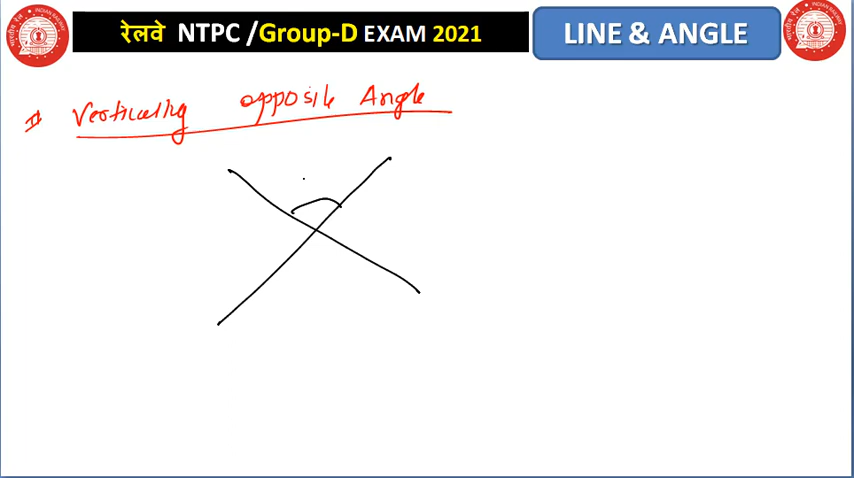 रेलवे NTPC /Group-D EXAM 2021
LINE & ANGLE
Vertically opposite Angle